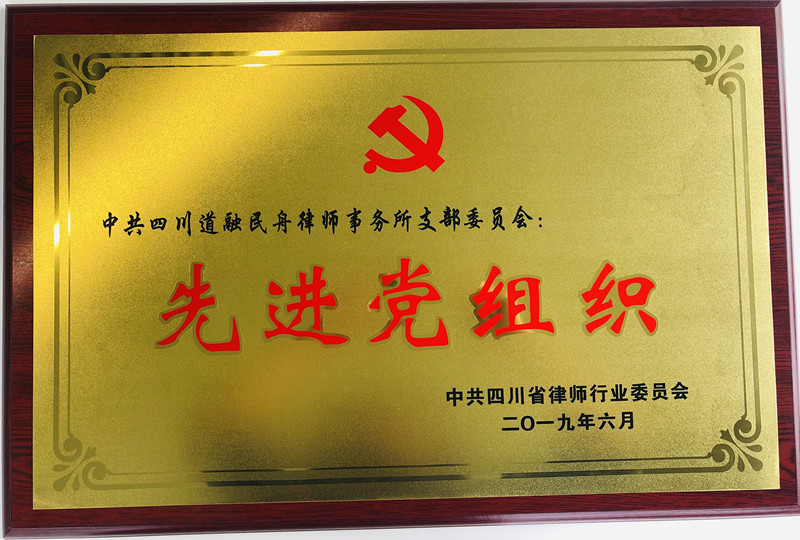 中共四川道融民舟律师事务所支部委员会：
先进党组织
中共四川省律师行业委员会
二〇一九年六月